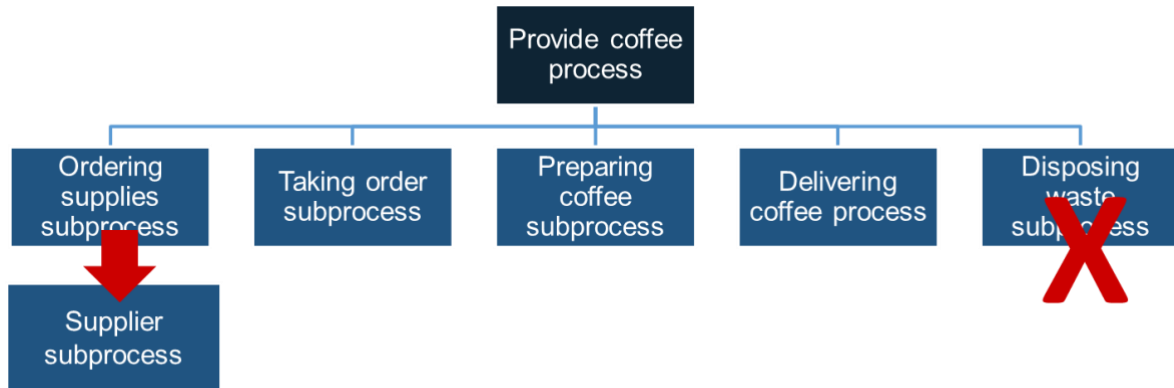 Provide coffee
process
Ordering
supplies
subprocess
Taking order
subprocess
Preparing
coffee
subprocess
Delivering
coffee process
Disposing
waste
subprocess
Supplier
subprocess